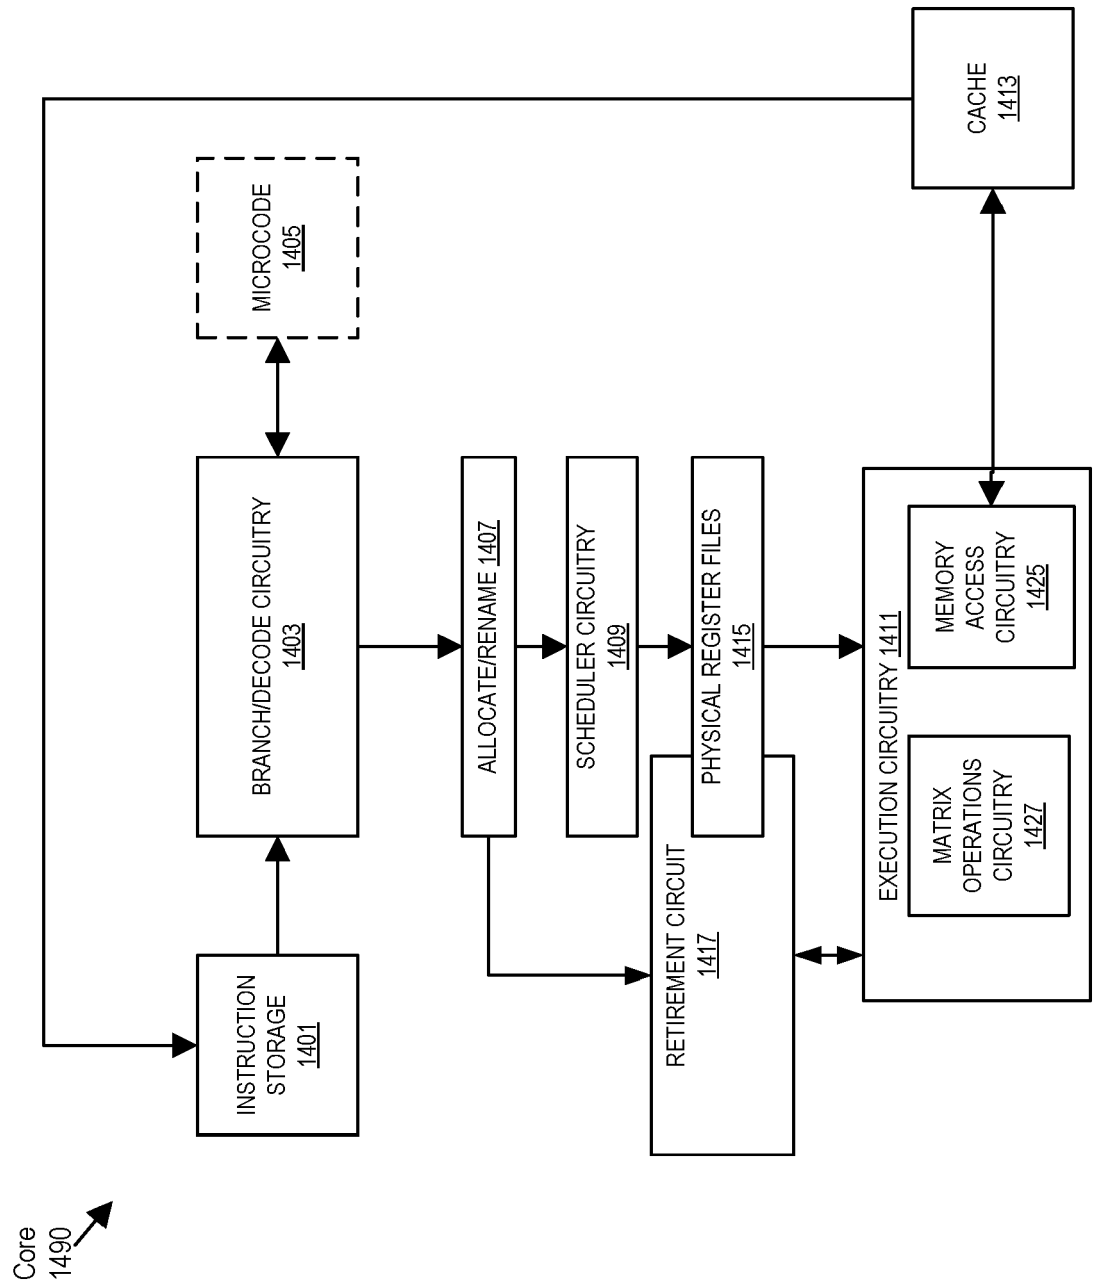 Core
1490
INSTRUCTION
STORAGE
1401
BRANCH/DECODE CIRCUITRY
1403
MICROCODE
1405
ALLOCATE/RENAME 1407
SCHEDULER CIRCUITRY
1409
RETIREMENT CIRCUIT
1417
PHYSICAL REGISTER FILES
1415
EXECUTION CIRCUITRY 1411
MATRIX
OPERATIONS
CIRCUITRY
1427
MEMORY
ACCESS
CIRCUITRY
1425
CACHE
1413